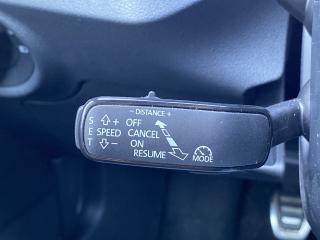 - DISTANCE +
S ⇧+ OFF
E SPEED CANCEL
T ⇩- ON
RESUME
MODE